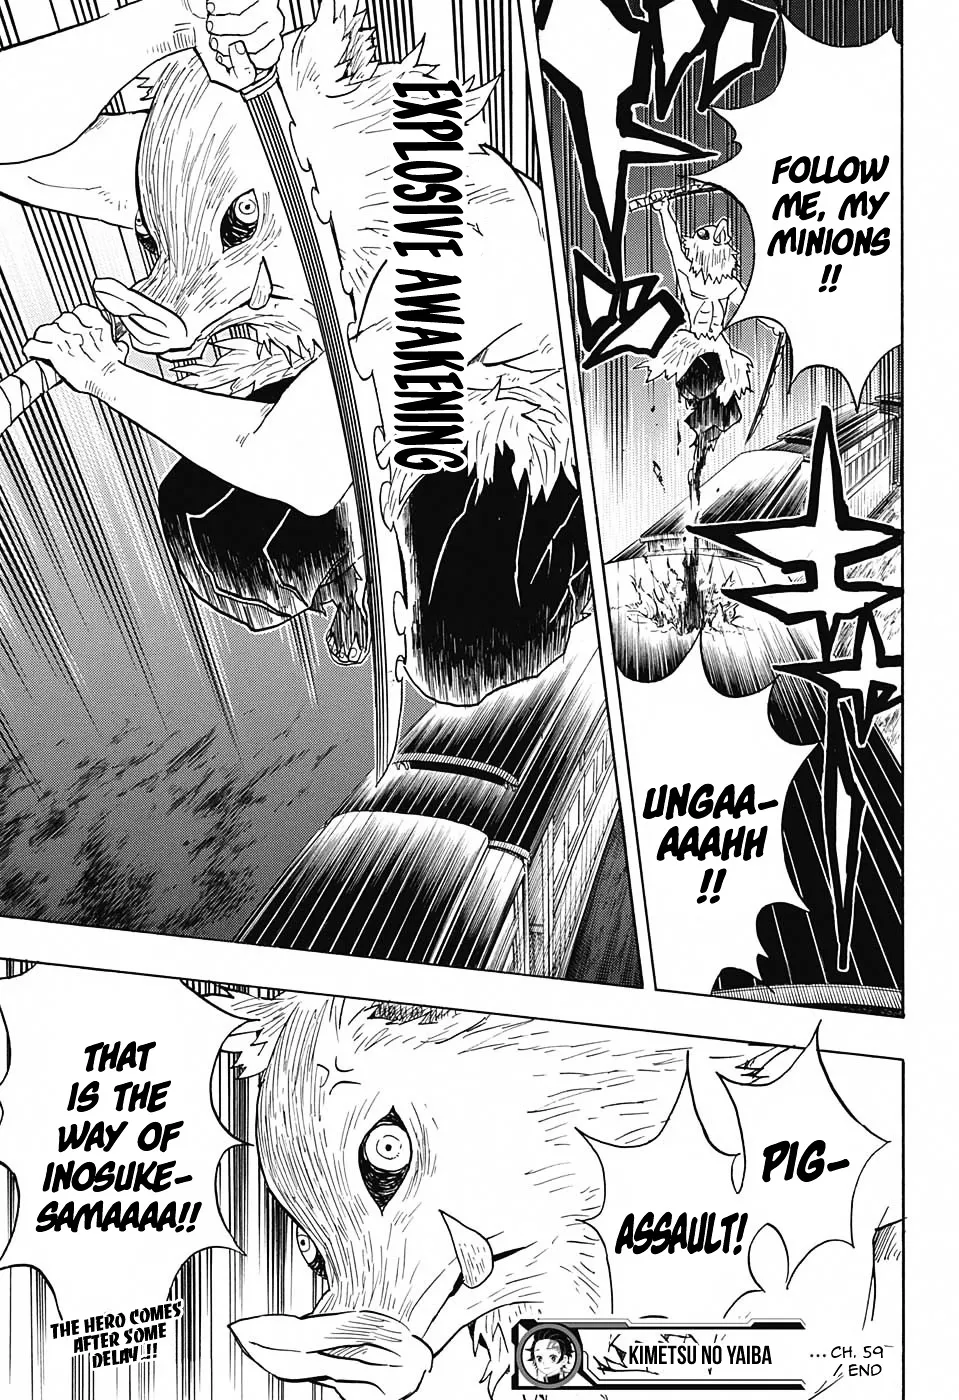 FOLLOW
ME, MY
MINIONS
!!
UNGAA-
AAAHH
!!
EXPLOSIVE AWAKENING
PIG-
ASSAULT!
THAT
IS THE
WAY OF
INOSUKE-
SAMAAAA!!
THE HERO COMES
AFTER SOME
DELAY..!!
KIMETSU NO YAIBA
...CH. 59
/ END